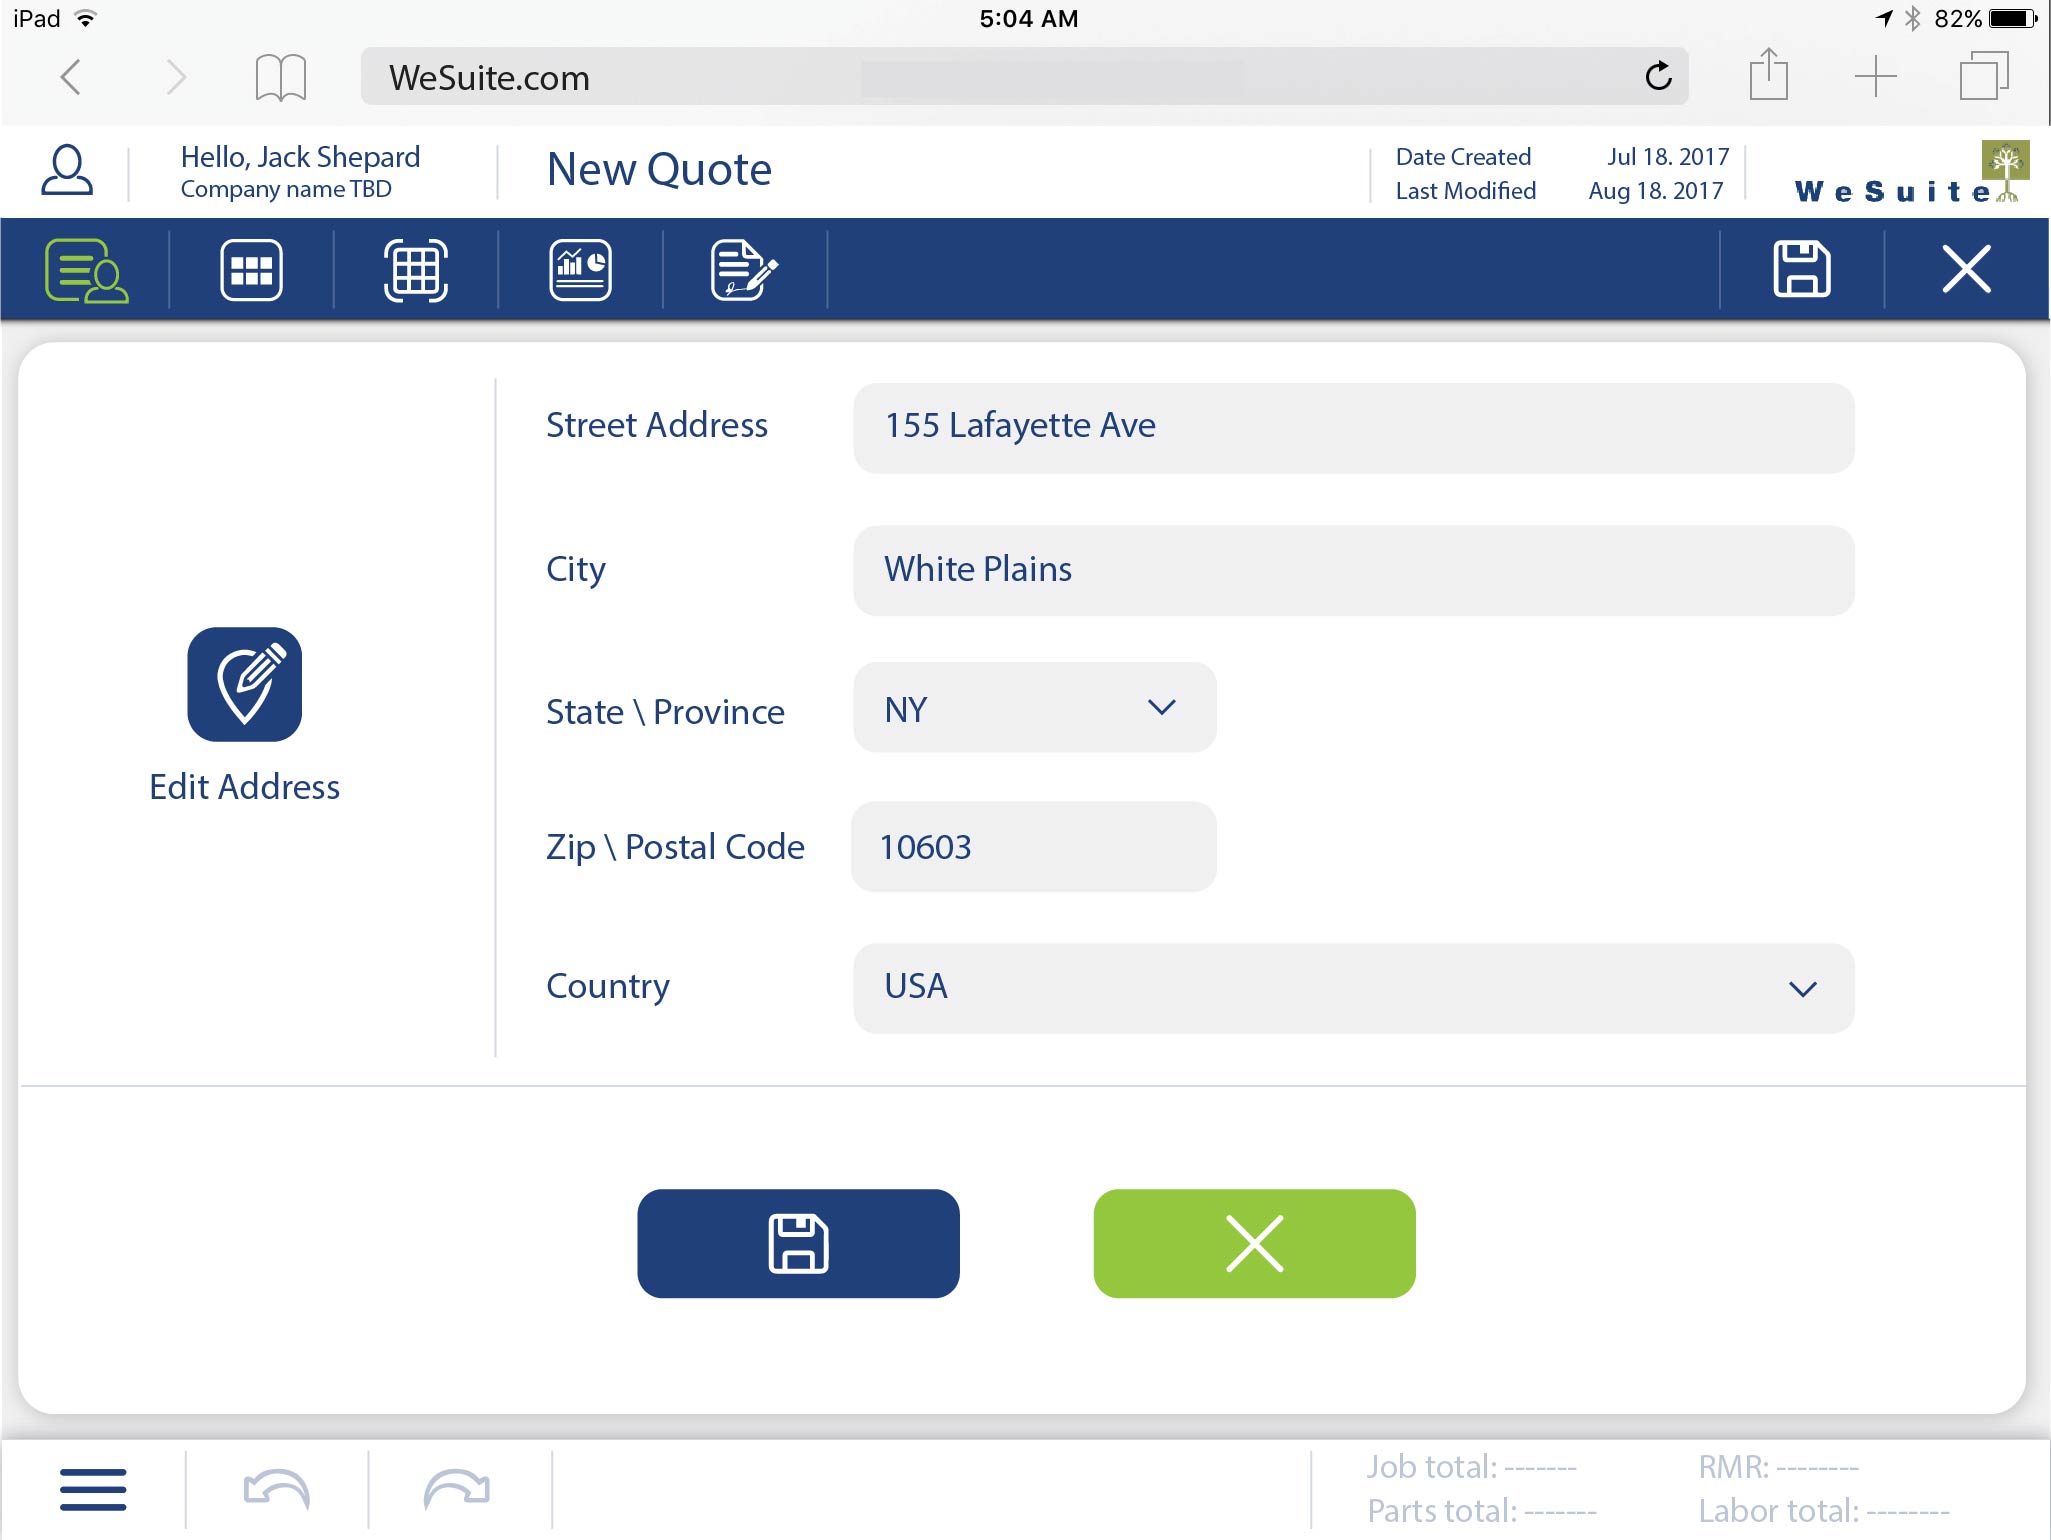 iPad 5:04 AM 82%
WeSuite.com
Hello, Jack Shepard
Company name TBD
New Quote
Date Created Jul 18. 2017
Last Modified Aug 18. 2017
WeSuite
Street Address 155 Lafayette Ave
City White Plains
State \ Province NY
Edit Address
Zip \ Postal Code 10603
Country USA
Job total: ------- RMR: --------
Parts total: ------- Labor total: --------